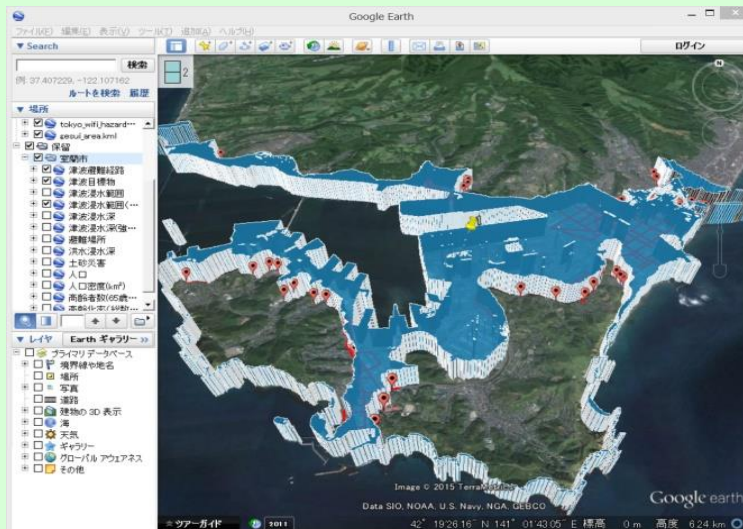 Google Earth
ファイル(F) 編集(E) 表示(V) ツール(T) 追加(A) ヘルプ(H)
▼ Search
検索
例: 37.407229, -122.107162
ルートを検索 履歴
ログイン
2
N
▼ 場所
tokyo_wifi_hazard…
gesui_area.kml
保留
室蘭市
津波避難経路
津波目標物
津波浸水範囲
津波浸水範囲(…
津波浸水深
津波浸水深(強…
避難場所
洪水浸水深
土砂災害
人口
人口密度(km²)
高齢者数(65歳…
▼ レイヤ
Earth ギャラリー >>
プライマリ データベース
境界線や地名
場所
写真
道路
建物の 3D 表示
海
天気
ギャラリー
グローバル アウェアネス
その他
Image © 2015 TerraMetrics
Data SIO, NOAA, U.S. Navy, NGA, GEBCO
Google earth
ツアーガイド
2011
42° 19'26.16" N 141° 01'43.05" E 標高 0 m 高度 6.24 km